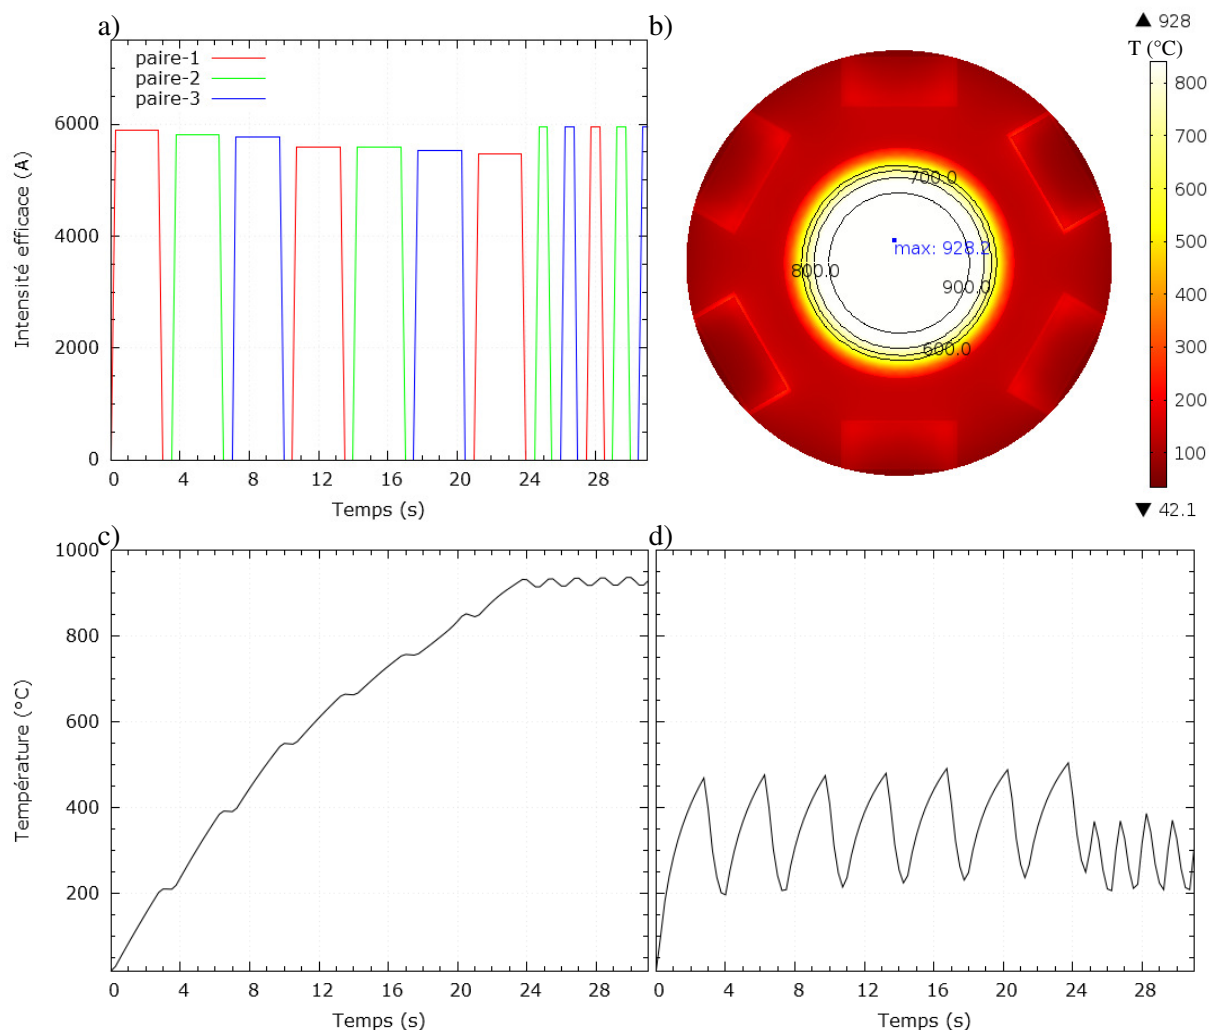 a)
paire-1
paire-2
paire-3
6000
4000
2000
0
Intensité efficace (A)
0 4 8 12 16 20 24 28
Temps (s)
b)
▲ 928
T (°C)
800
700
600
500
400
300
200
100
▼ 42.1
700.0
max: 928.2
800.0
900.0
600.0
c)
1000
800
600
400
200
Température (°C)
0 4 8 12 16 20 24 28
Temps (s)
d)
0 4 8 12 16 20 24 28
Temps (s)